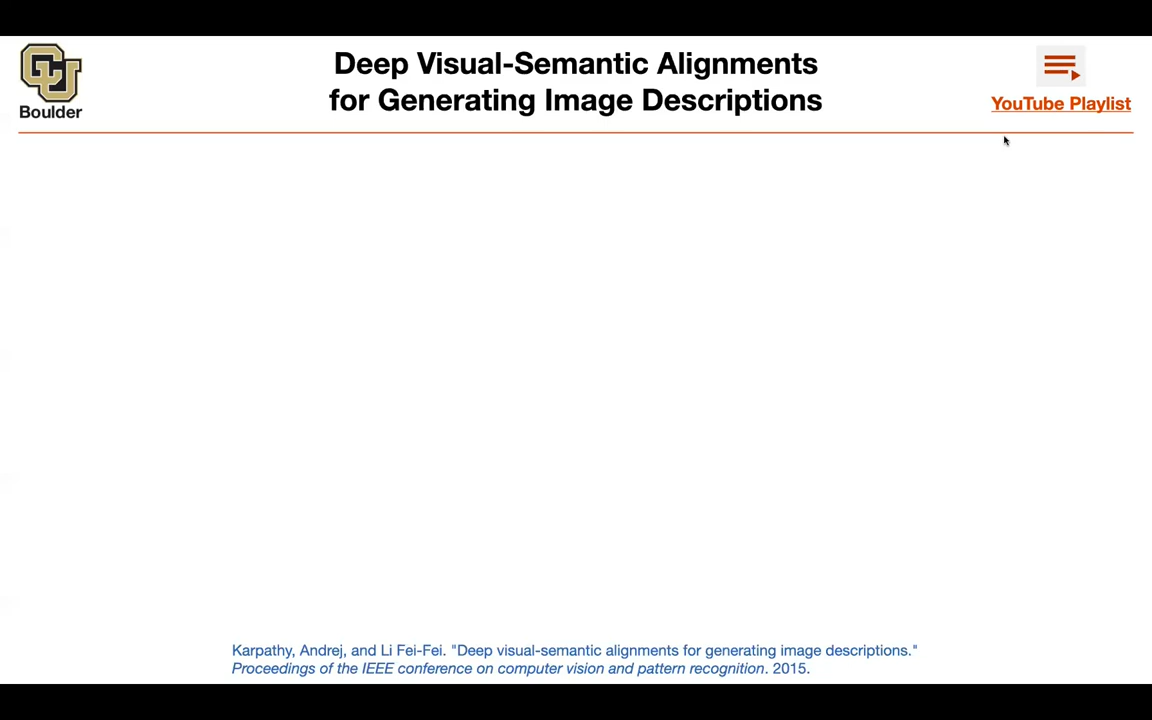 Deep Visual-Semantic Alignments
for Generating Image Descriptions
CU
Boulder
YouTube Playlist
Karpathy, Andrej, and Li Fei-Fei. "Deep visual-semantic alignments for generating image descriptions."
Proceedings of the IEEE conference on computer vision and pattern recognition. 2015.